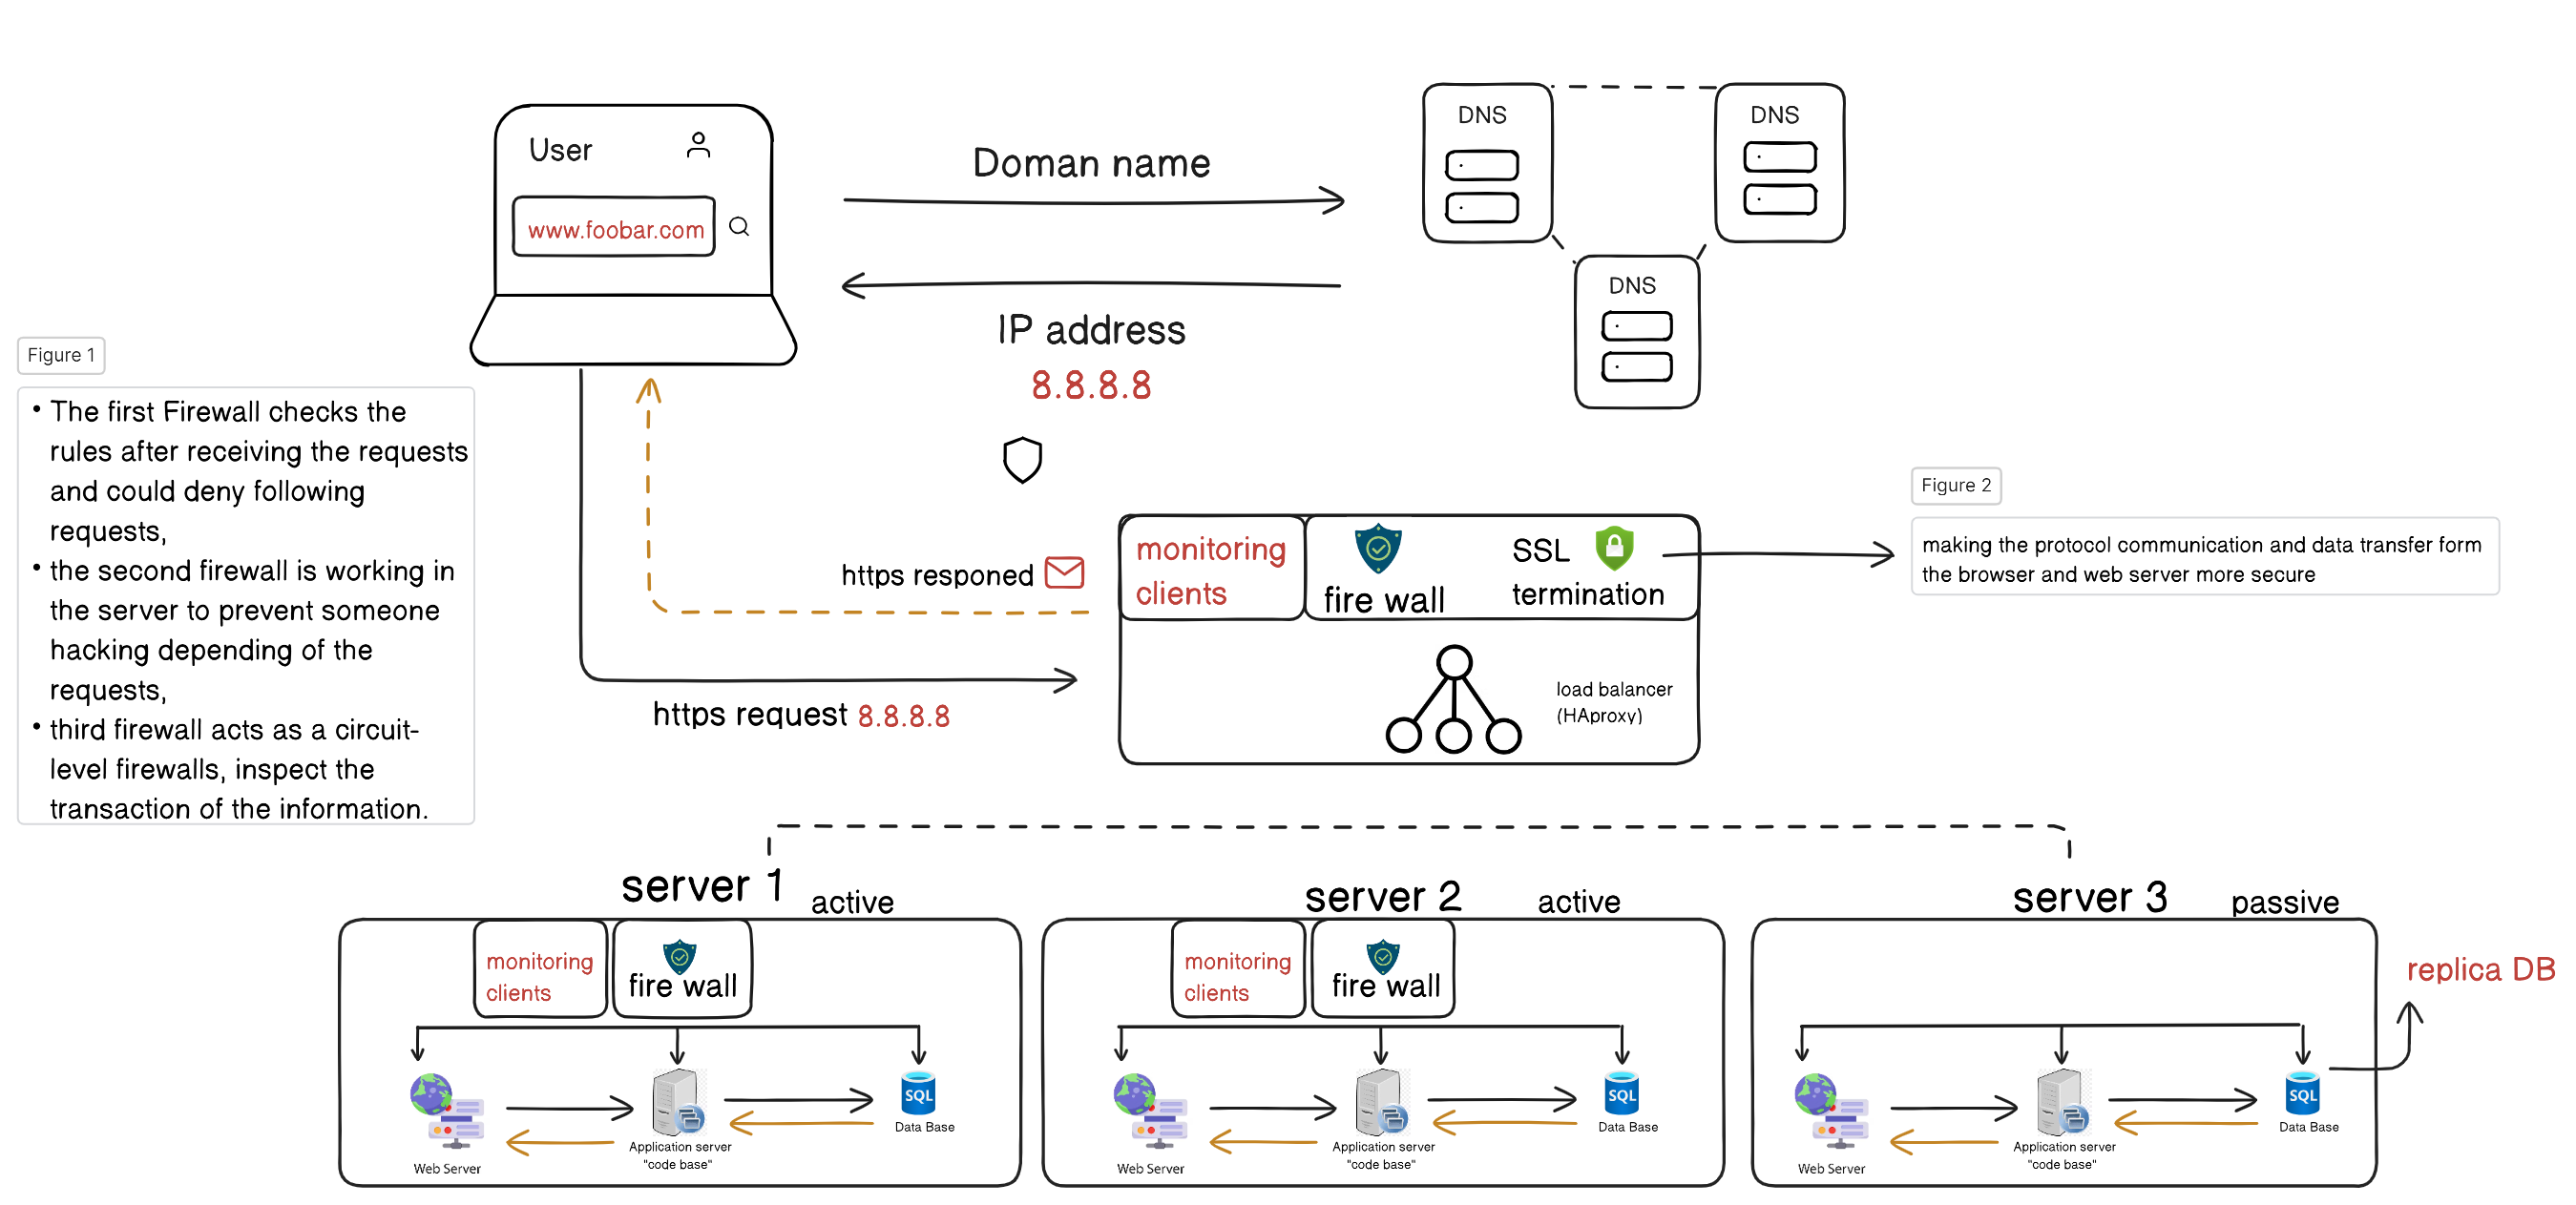 User
www.foobar.com
Doman name
IP address
8.8.8.8
DNS
DNS
DNS
Figure 1
• The first Firewall checks the
rules after receiving the requests
and could deny following
requests,
• the second firewall is working in
the server to prevent someone
hacking depending of the
requests,
• third firewall acts as a circuit-
level firewalls, inspect the
transaction of the information.
https responed
https request 8.8.8.8
monitoring
clients
fire wall
SSL
termination
load balancer
(HAproxy)
Figure 2
making the protocol communication and data transfer form
the browser and web server more secure
server 1
active
monitoring
clients
fire wall
Web Server
Application server
"code base"
SQL
Data Base
server 2
active
monitoring
clients
fire wall
Web Server
Application server
"code base"
SQL
Data Base
server 3
passive
replica DB
Web Server
Application server
"code base"
SQL
Data Base